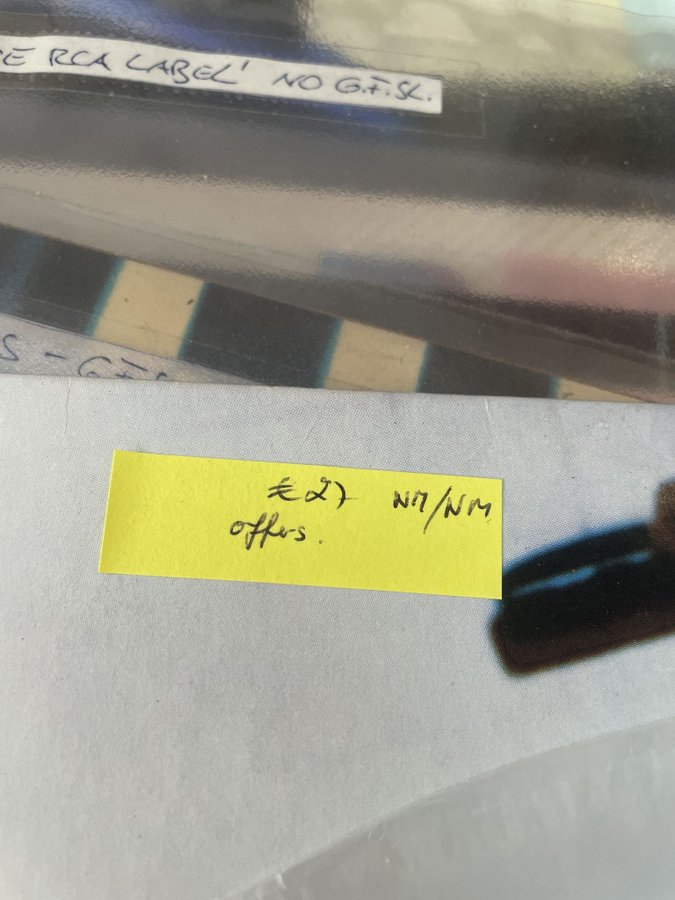 E RCA LABEL' NO G.F.SL.
S - G.F.S
€27 NM/NM
offers.